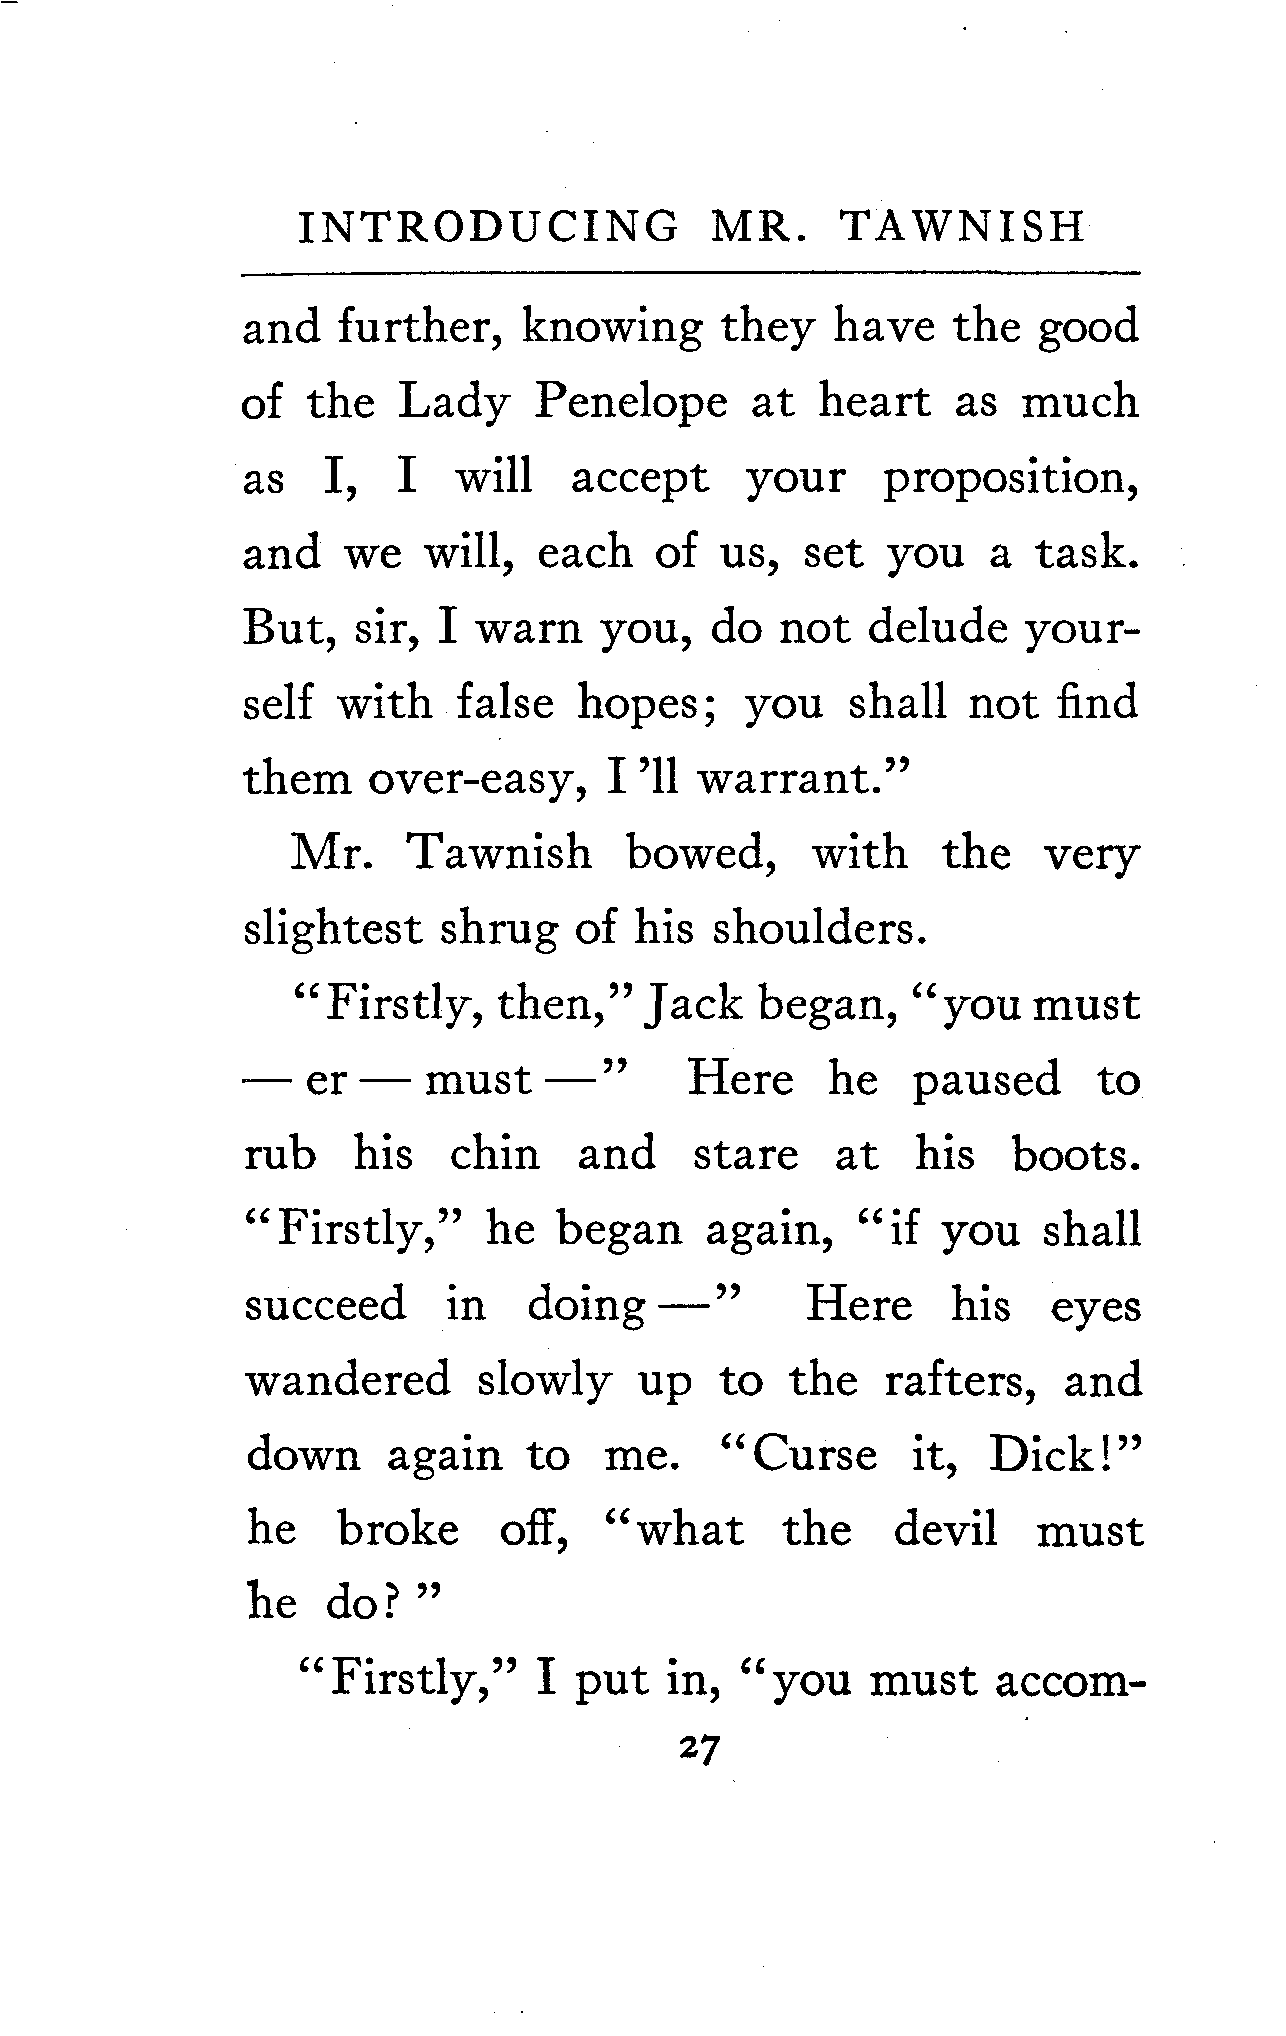 INTRODUCING MR. TAWNISH
and further, knowing they have the good
of the Lady Penelope at heart as much
as I, I will accept your proposition,
and we will, each of us, set you a task.
But, sir, I warn you, do not delude your-
self with false hopes; you shall not find
them over-easy, I 'll warrant.”
Mr. Tawnish bowed, with the very
slightest shrug of his shoulders.
“Firstly, then,” Jack began, “you must
— er — must —” Here he paused to
rub his chin and stare at his boots.
“Firstly,” he began again, “if you shall
succeed in doing —” Here his eyes
wandered slowly up to the rafters, and
down again to me. “Curse it, Dick!”
he broke off, “what the devil must
he do?”
“Firstly,” I put in, “you must accom-
27